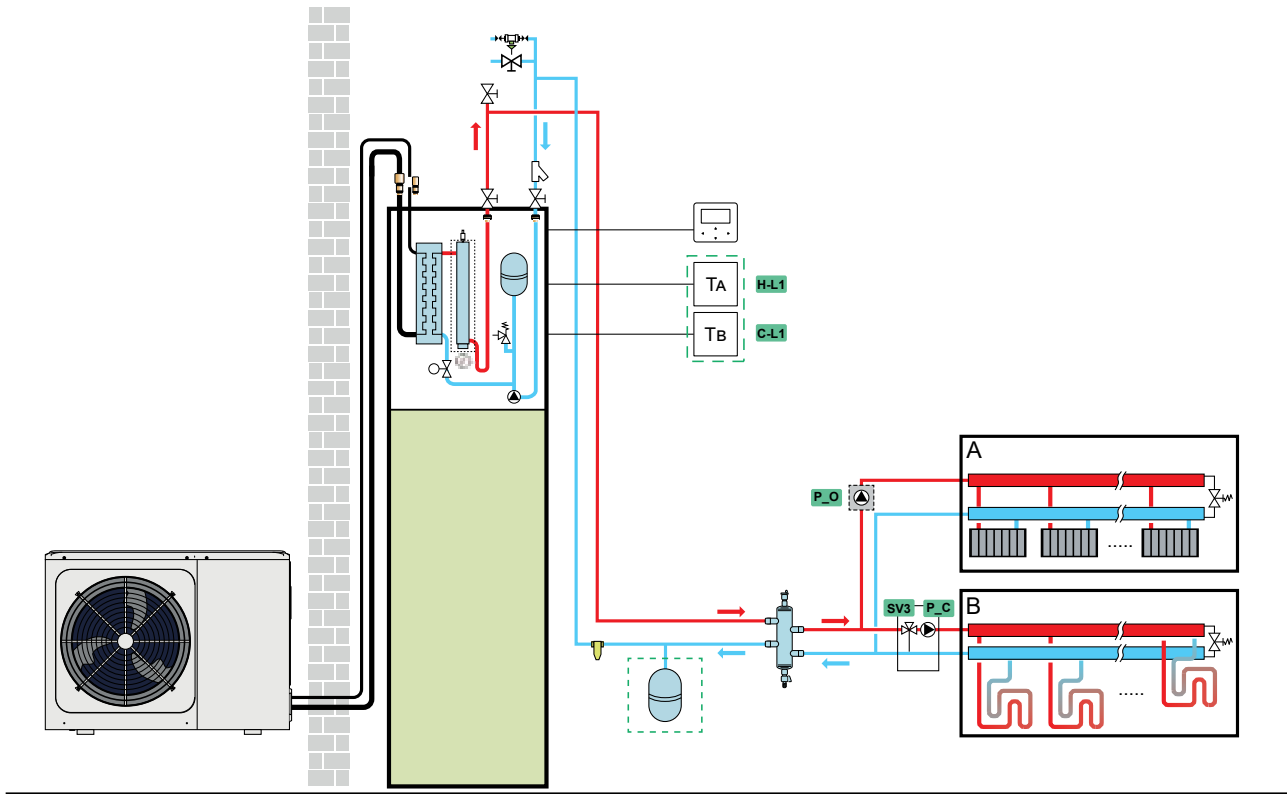 TA
H-L1
TB
C-L1
A
P_O
.....
SV3
P_C
B
.....